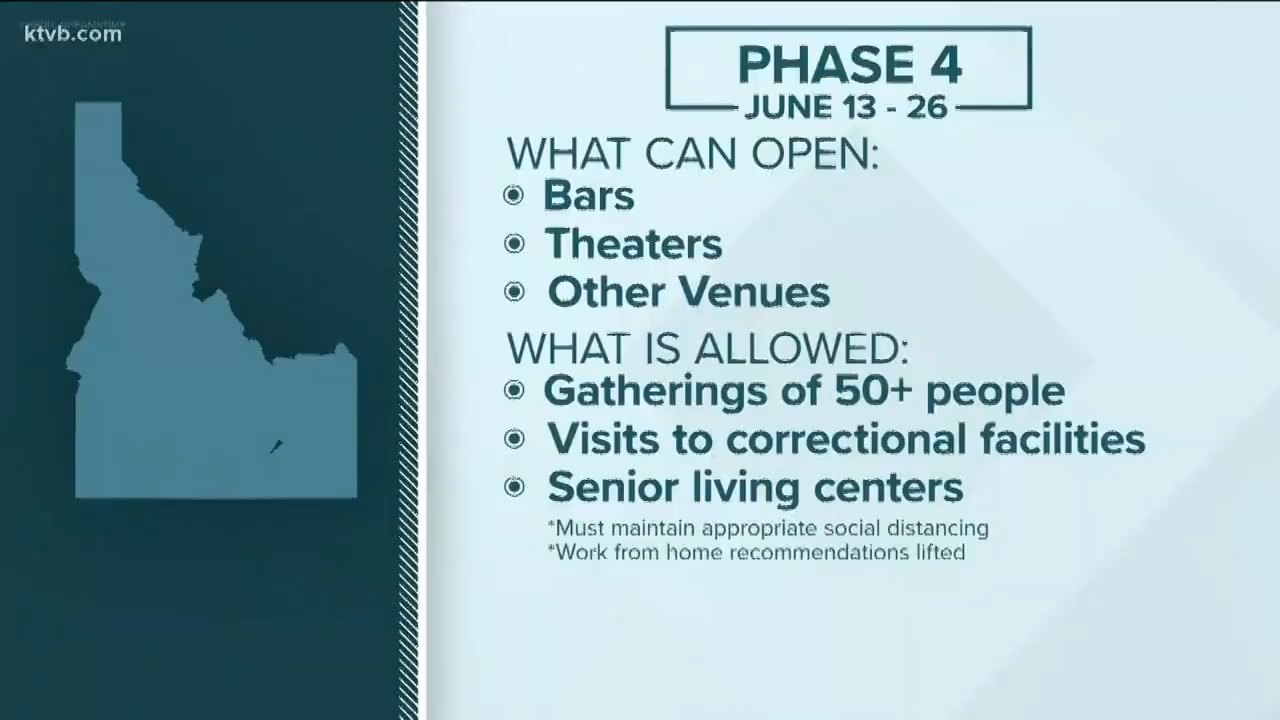 ktvb.com
PHASE 4
JUNE 13 - 26
WHAT CAN OPEN:
Bars
Theaters
Other Venues
WHAT IS ALLOWED:
Gatherings of 50+ people
Visits to correctional facilities
Senior living centers
*Must maintain appropriate social distancing
*Work from home recommendations lifted